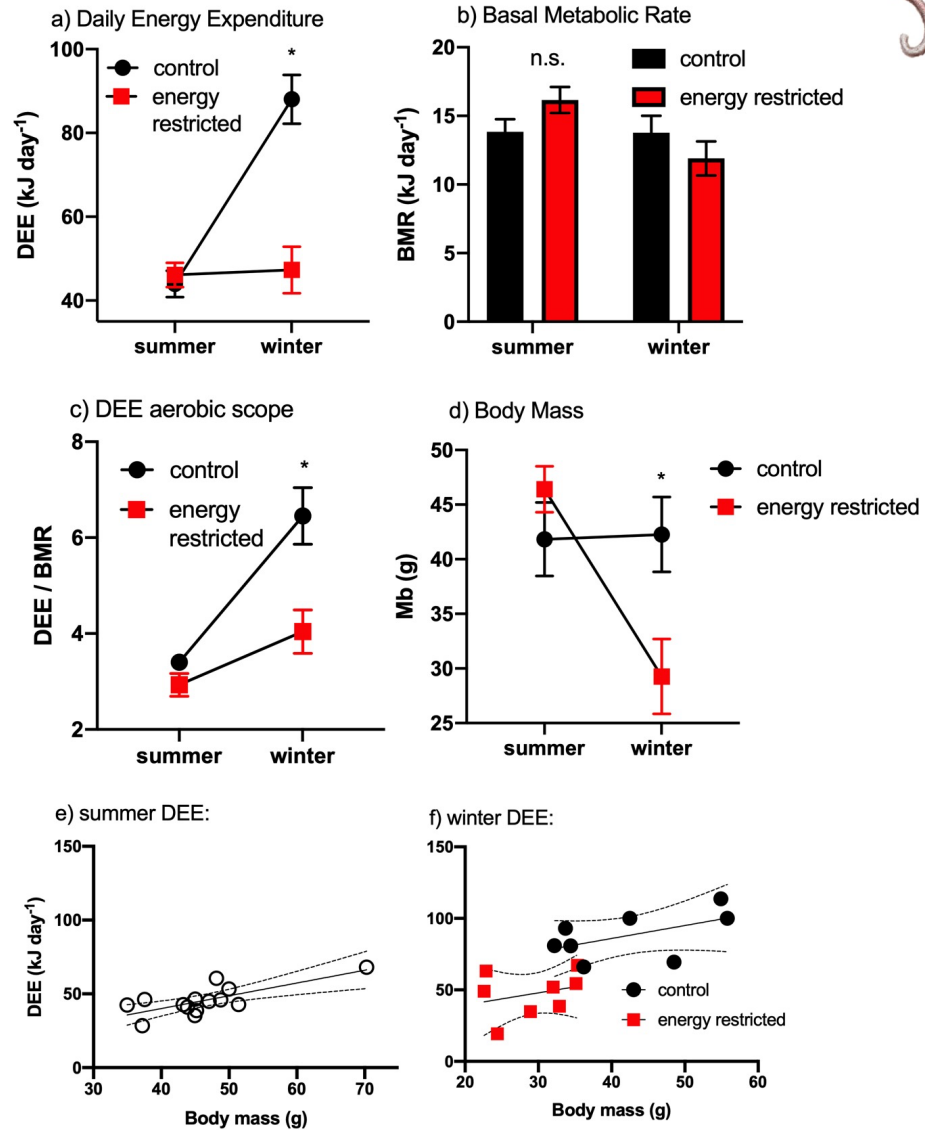 a) Daily Energy Expenditure
DEE (kJ day⁻¹)
100
80
60
40
*
control
energy
restricted
summer
winter
b) Basal Metabolic Rate
BMR (kJ day⁻¹)
20
15
10
5
0
n.s.
control
energy restricted
summer
winter
c) DEE aerobic scope
DEE / BMR
8
6
4
2
control
*
energy
restricted
summer
winter
d) Body Mass
Mb (g)
50
45
40
35
30
25
*
control
energy restricted
summer
winter
e) summer DEE:
DEE (kJ day⁻¹)
150
100
50
0
30
40
50
60
70
Body mass (g)
f) winter DEE:
150
100
50
0
control
energy restricted
20
30
40
50
60
Body mass (g)